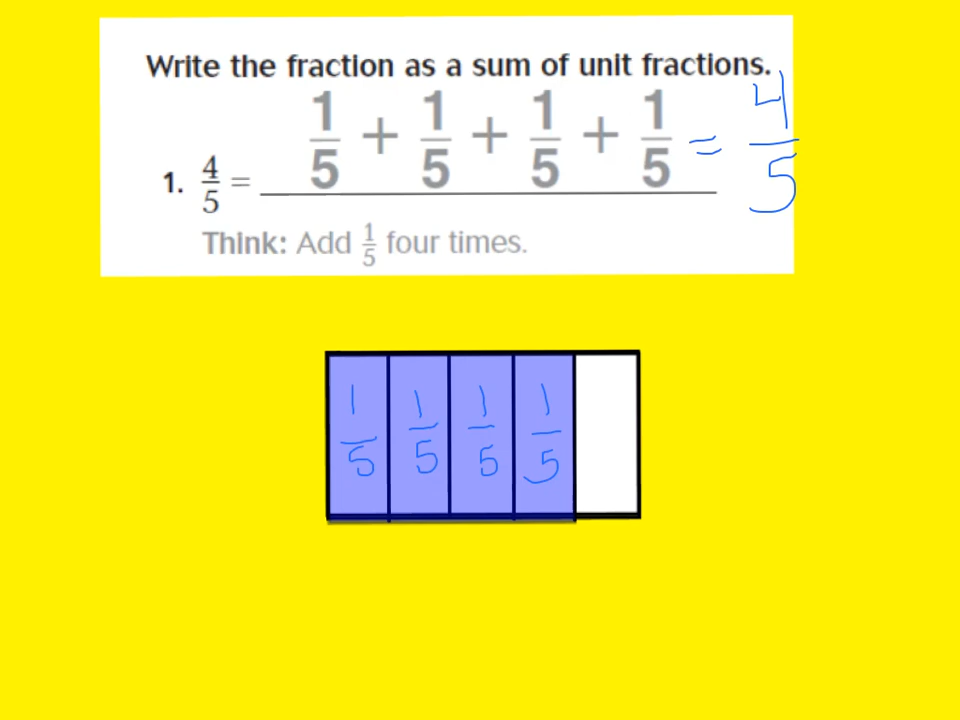 Write the fraction as a sum of unit fractions.
1. 4/5 = 1/5 + 1/5 + 1/5 + 1/5 = 4/5
Think: Add 1/5 four times.
1/5 1/5 1/5 1/5